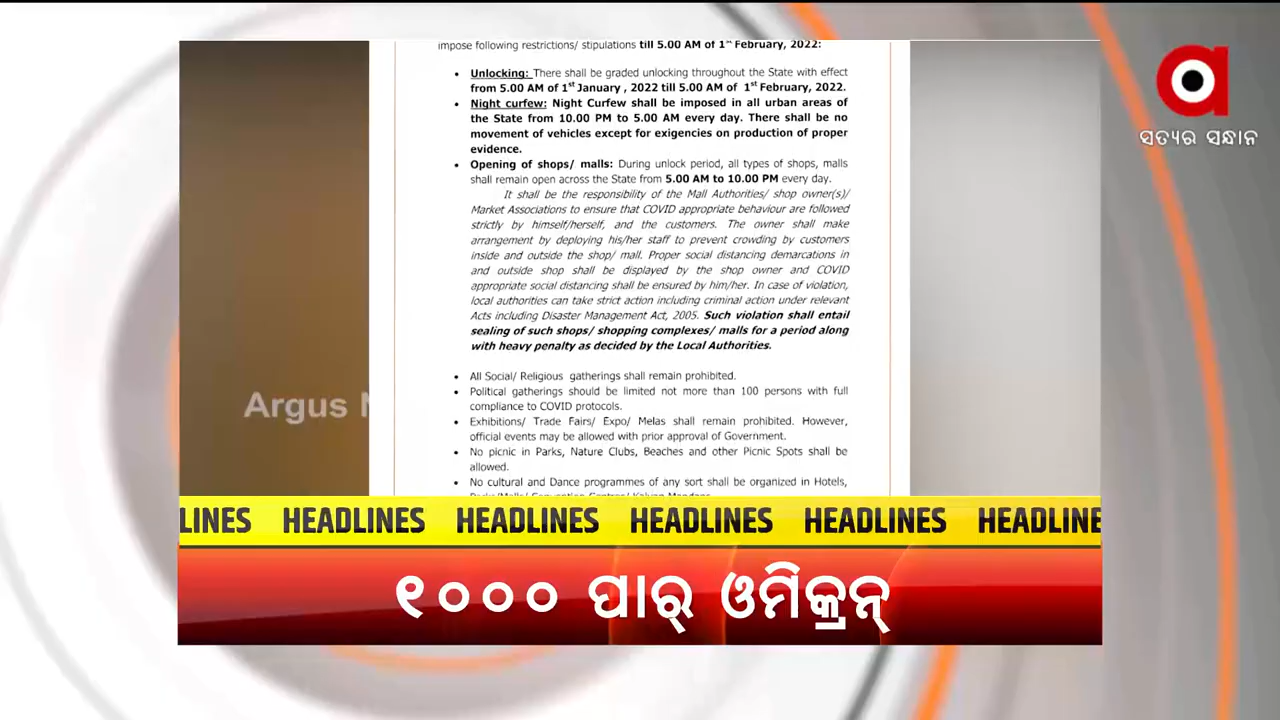 impose following restrictions/ stipulations till 5.00 AM of 1st February, 2022:
• Unlocking: There shall be graded unlocking throughout the State with effect
from 5.00 AM of 1st January , 2022 till 5.00 AM of 1st February, 2022.
• Night curfew: Night Curfew shall be imposed in all urban areas of
the State from 10.00 PM to 5.00 AM every day. There shall be no
movement of vehicles except for exigencies on production of proper
evidence.
• Opening of shops/ malls: During unlock period, all types of shops, malls
shall remain open across the State from 5.00 AM to 10.00 PM every day.
It shall be the responsibility of the Mall Authorities/ shop owner(s)/
Market Associations to ensure that COVID appropriate behaviour are followed
strictly by himself/herself, and the customers. The owner shall make
arrangement by deploying his/her staff to prevent crowding by customers
inside and outside the shop/ mall. Proper social distancing demarcations in
and outside shop shall be displayed by the shop owner and COVID
appropriate social distancing shall be ensured by him/her. In case of violation,
local authorities can take strict action including criminal action under relevant
Acts including Disaster Management Act, 2005. Such violation shall entail
sealing of such shops/ shopping complexes/ malls for a period along
with heavy penalty as decided by the Local Authorities.
• All Social/ Religious gatherings shall remain prohibited.
• Political gatherings should be limited not more than 100 persons with full
compliance to COVID protocols.
• Exhibitions/ Trade Fairs/ Expo/ Melas shall remain prohibited. However,
official events may be allowed with prior approval of Government.
• No picnic in Parks, Nature Clubs, Beaches and other Picnic Spots shall be
allowed.
• No cultural and Dance programmes of any sort shall be organized in Hotels,
ସତ୍ୟର ସନ୍ଧାନ
Argus N
LINES HEADLINES HEADLINES HEADLINES HEADLINES HEADLINE
୧୦୦୦ ପାର୍ ଓମିକ୍ରନ୍